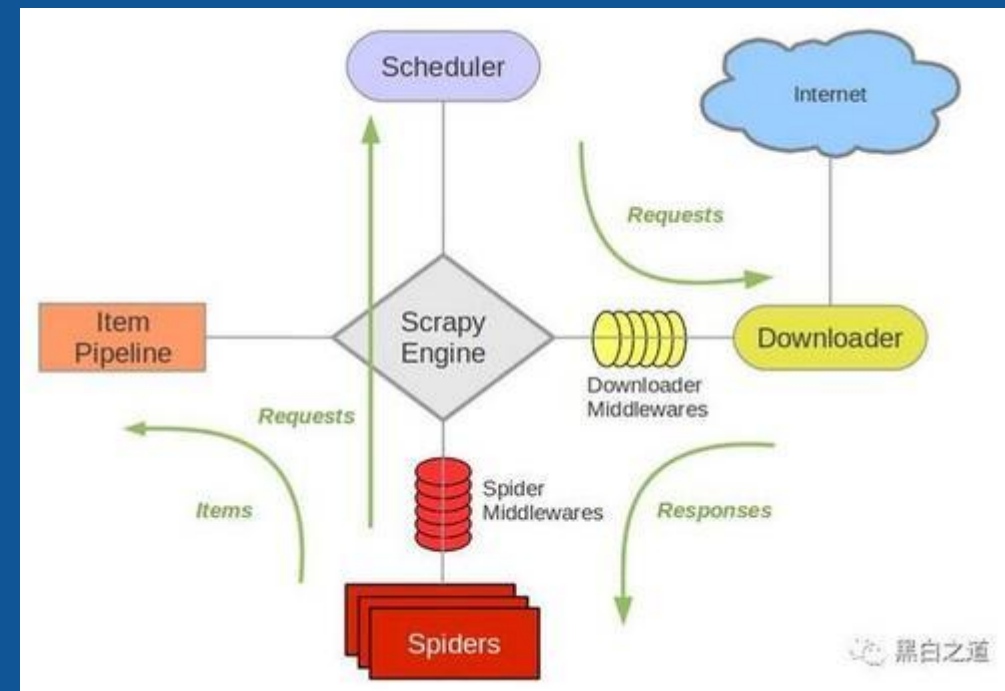 Scheduler
Internet
Requests
Item
Pipeline
Scrapy
Engine
Downloader
Downloader
Middlewares
Requests
Items
Spider
Middlewares
Responses
Spiders
黑白之道